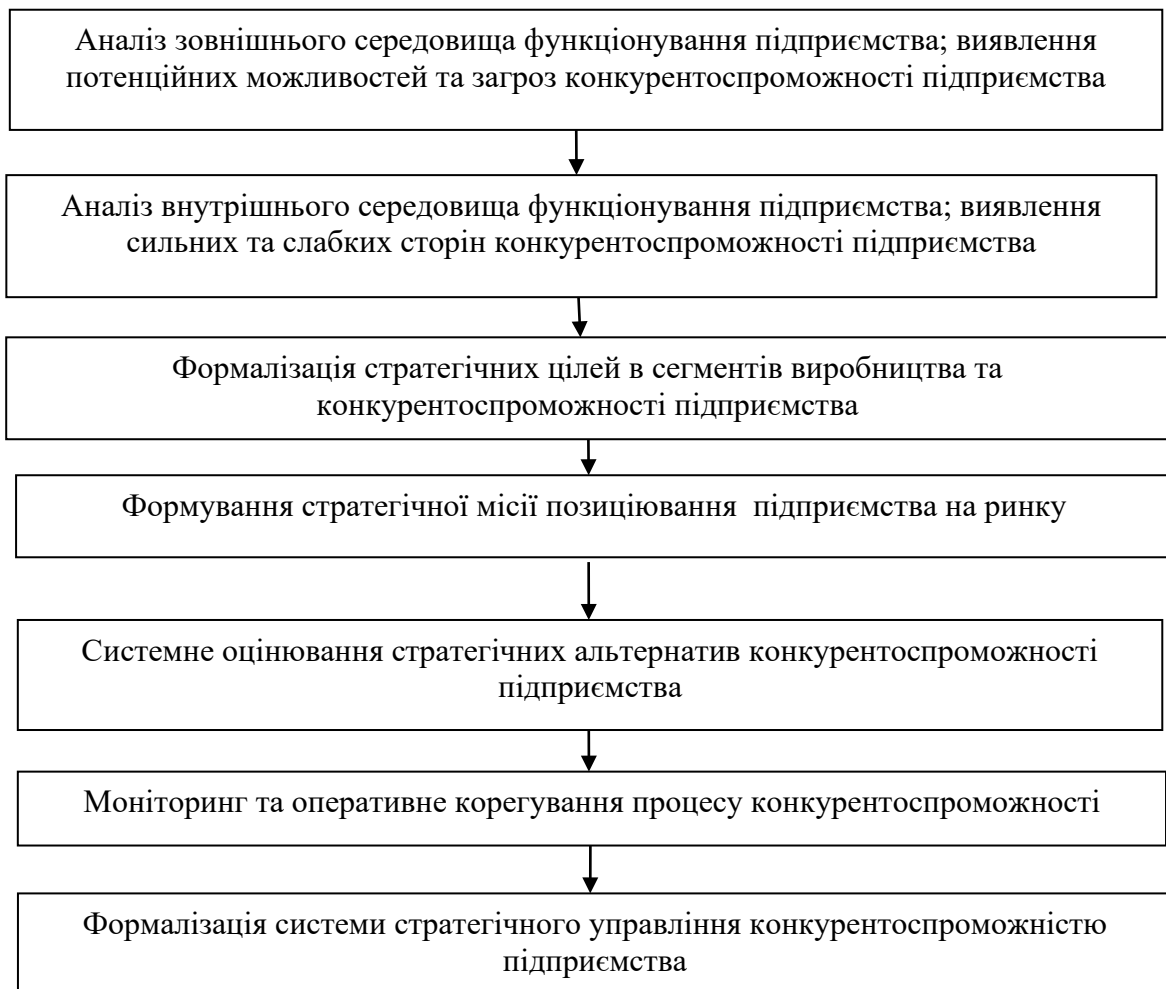 Аналіз зовнішнього середовища функціонування підприємства; виявлення
потенційних можливостей та загроз конкурентоспроможності підприємства
Аналіз внутрішнього середовища функціонування підприємства; виявлення
сильних та слабких сторін конкурентоспроможності підприємства
Формалізація стратегічних цілей в сегментів виробництва та
конкурентоспроможності підприємства
Формування стратегічної місії позиціювання підприємства на ринку
Системне оцінювання стратегічних альтернатив конкурентоспроможності
підприємства
Моніторинг та оперативне корегування процесу конкурентоспроможності
Формалізація системи стратегічного управління конкурентоспроможністю
підприємства